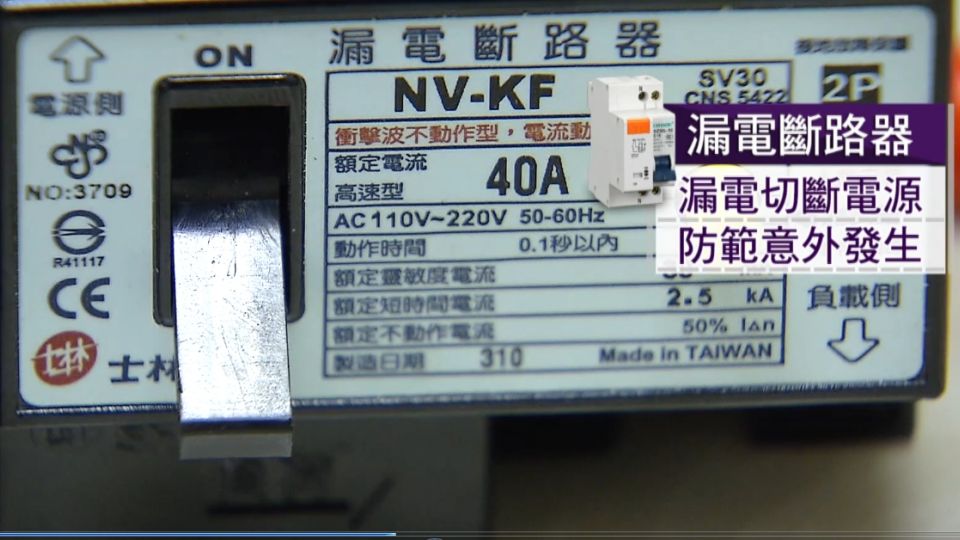 ON
漏電斷路器
電源側
NV-KF
SV30
CNS 5422
2P
衝擊波不動作型，電流動
額定電流
高速型
40A
NO:3709
AC 110V~220V 50-60Hz
動作時間 0.1秒以內
R41117
額定靈敏度電流
CE
額定短時間電流 2.5 kA
負載側
額定不動作電流 50% I△n
製造日期 310 Made in TAIWAN
士林
士林
漏電斷路器
漏電切斷電源
防範意外發生